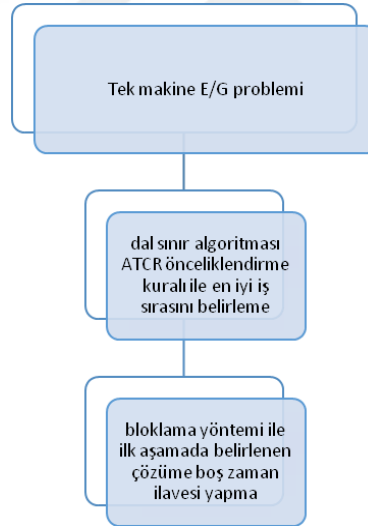 Tek makine E/G problemi
dal sınır algoritması
ATCR önceliklendirme
kuralı ile en iyi iş
sırasını belirleme
bloklama yöntemi ile
ilk aşamada belirlenen
çözüme boş zaman
ilavesi yapma